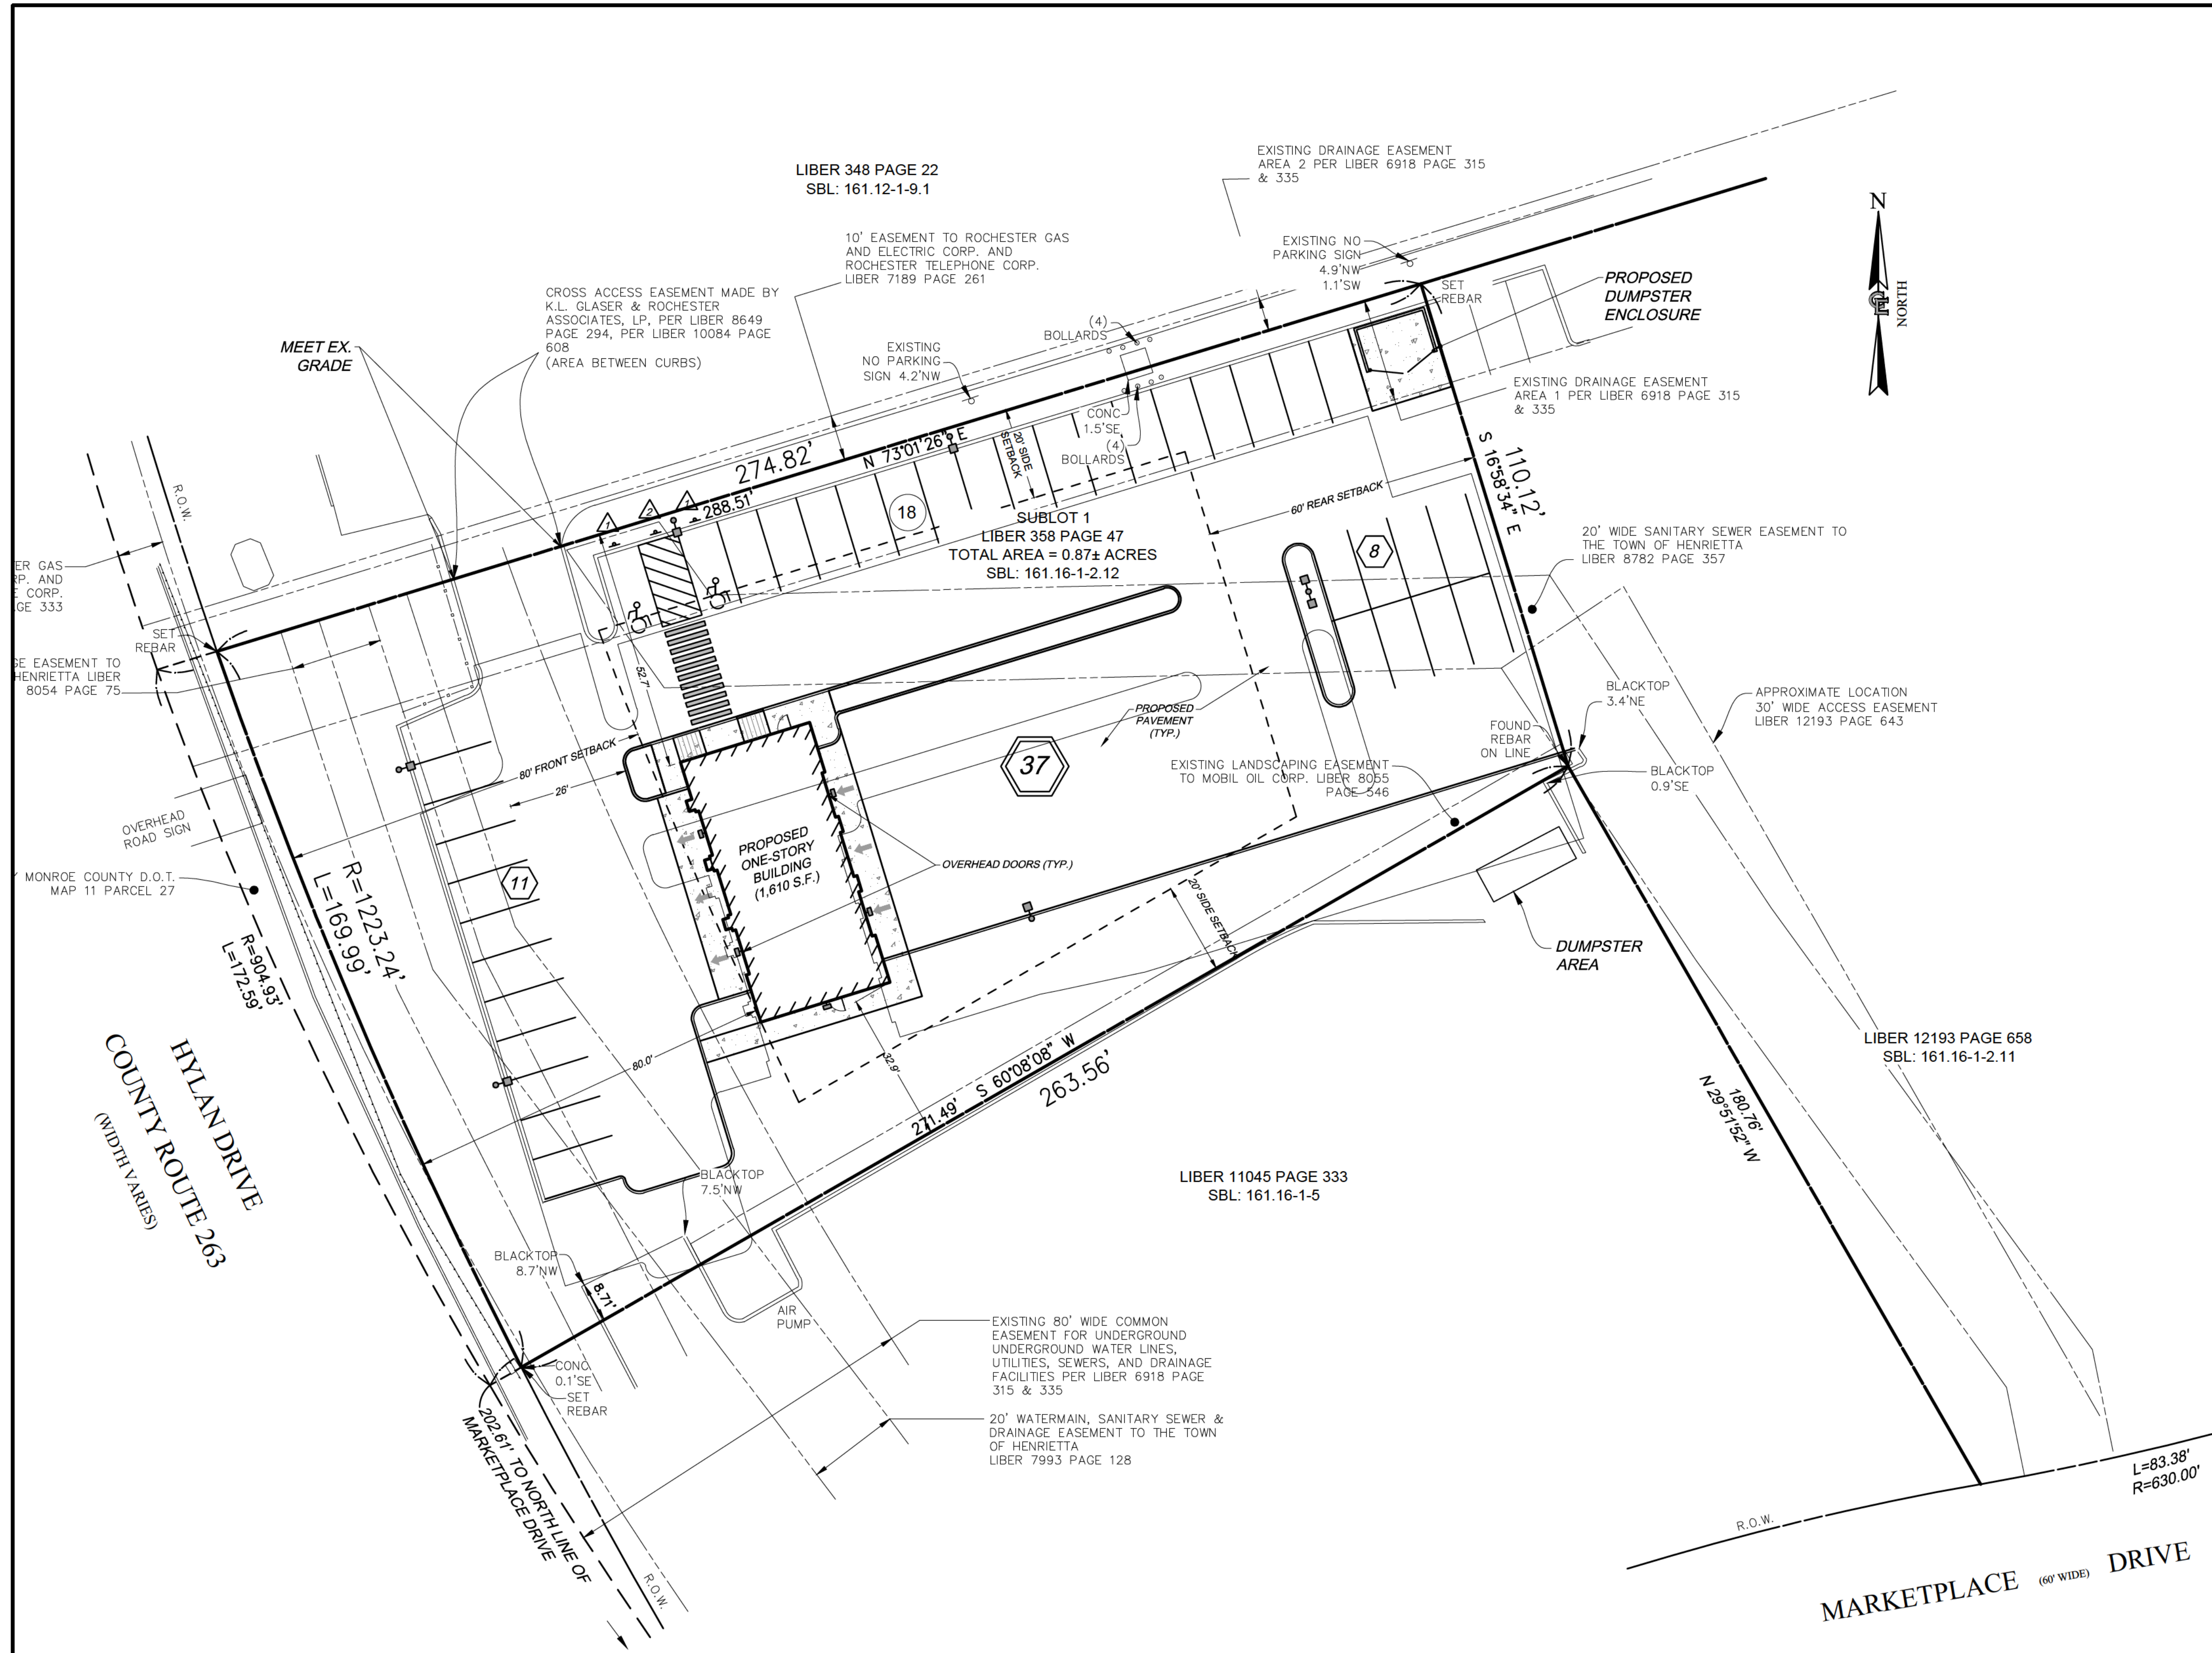 LIBER 348 PAGE 22
SBL: 161.12-1-9.1
EXISTING DRAINAGE EASEMENT
AREA 2 PER LIBER 6918 PAGE 315
& 335
N
NORTH
10' EASEMENT TO ROCHESTER GAS
AND ELECTRIC CORP. AND
ROCHESTER TELEPHONE CORP.
LIBER 7189 PAGE 261
EXISTING NO
PARKING SIGN
4.9'NW
1.1'SW
SET
REBAR
PROPOSED
DUMPSTER
ENCLOSURE
CROSS ACCESS EASEMENT MADE BY
K.L. GLASER & ROCHESTER
ASSOCIATES, LP, PER LIBER 8649
PAGE 294, PER LIBER 10084 PAGE
608
(AREA BETWEEN CURBS)
MEET EX.
GRADE
EXISTING
NO PARKING
SIGN 4.2'NW
(4)
BOLLARDS
EXISTING DRAINAGE EASEMENT
AREA 1 PER LIBER 6918 PAGE 315
& 335
CONC
1.5'SE
(4)
BOLLARDS
20' SIDE
SETBACK
274.82'
N 73°01'26" E
288.51'
1
2
1
18
SUBLOT 1
LIBER 358 PAGE 47
TOTAL AREA = 0.87± ACRES
SBL: 161.16-1-2.12
60' REAR SETBACK
8
110.12'
S 16°58'34" E
20' WIDE SANITARY SEWER EASEMENT TO
THE TOWN OF HENRIETTA
LIBER 8782 PAGE 357
R.O.W.
ER GAS
RP. AND
E CORP.
GE 333
SET
REBAR
GE EASEMENT TO
HENRIETTA LIBER
8054 PAGE 75
52.7'
80' FRONT SETBACK
26'
PROPOSED
PAVEMENT
(TYP.)
37
EXISTING LANDSCAPING EASEMENT
TO MOBIL OIL CORP. LIBER 8055
PAGE 546
FOUND
REBAR
ON LINE
BLACKTOP
3.4'NE
BLACKTOP
0.9'SE
APPROXIMATE LOCATION
30' WIDE ACCESS EASEMENT
LIBER 12193 PAGE 643
OVERHEAD
ROAD SIGN
Y MONROE COUNTY D.O.T.
MAP 11 PARCEL 27
R=1223.24'
L=169.99'
R=904.93'
L=172.59'
11
PROPOSED
ONE-STORY
BUILDING
(1,610 S.F.)
OVERHEAD DOORS (TYP.)
20' SIDE SETBACK
DUMPSTER
AREA
HYLAN DRIVE
COUNTY ROUTE 263
(WIDTH VARIES)
80.0'
32.9'
271.49'
S 60°08'08" W
263.56'
LIBER 12193 PAGE 658
SBL: 161.16-1-2.11
180.76'
N 29°51'52" W
LIBER 11045 PAGE 333
SBL: 161.16-1-5
BLACKTOP
7.5'NW
BLACKTOP
8.7'NW
8.71'
AIR
PUMP
CONC
0.1'SE
SET
REBAR
EXISTING 80' WIDE COMMON
EASEMENT FOR UNDERGROUND
UNDERGROUND WATER LINES,
UTILITIES, SEWERS, AND DRAINAGE
FACILITIES PER LIBER 6918 PAGE
315 & 335
20' WATERMAIN, SANITARY SEWER &
DRAINAGE EASEMENT TO THE TOWN
OF HENRIETTA
LIBER 7993 PAGE 128
202.61' TO NORTH LINE OF
MARKETPLACE DRIVE
R.O.W.
L=83.38'
R=630.00'
R.O.W.
MARKETPLACE (60' WIDE) DRIVE